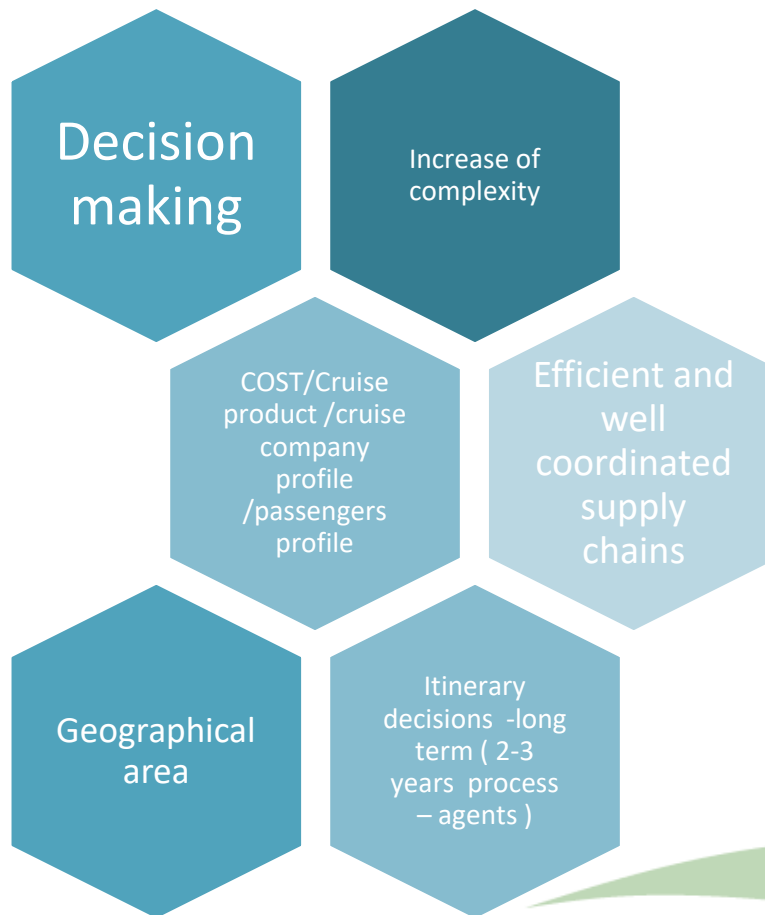 Decision
making
Increase of
complexity
COST/Cruise
product /cruise
company
profile
/passengers
profile
Efficient and
well
coordinated
supply
chains
Geographical
area
Itinerary
decisions -long
term ( 2-3
years process
– agents )